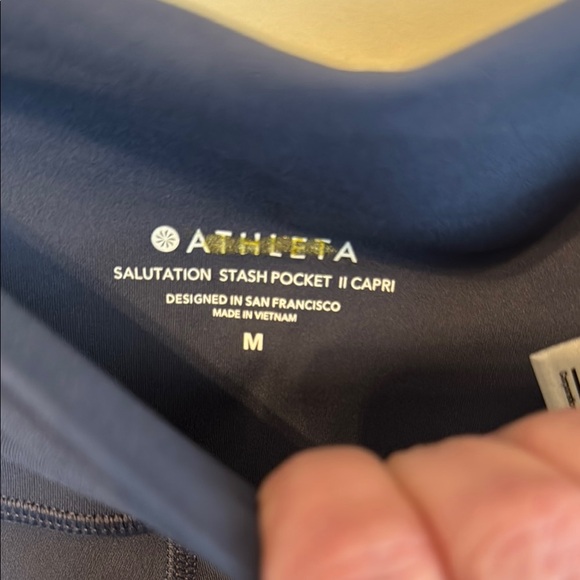 ATHLETA
SALUTATION STASH POCKET II CAPRI
DESIGNED IN SAN FRANCISCO
MADE IN VIETNAM
M